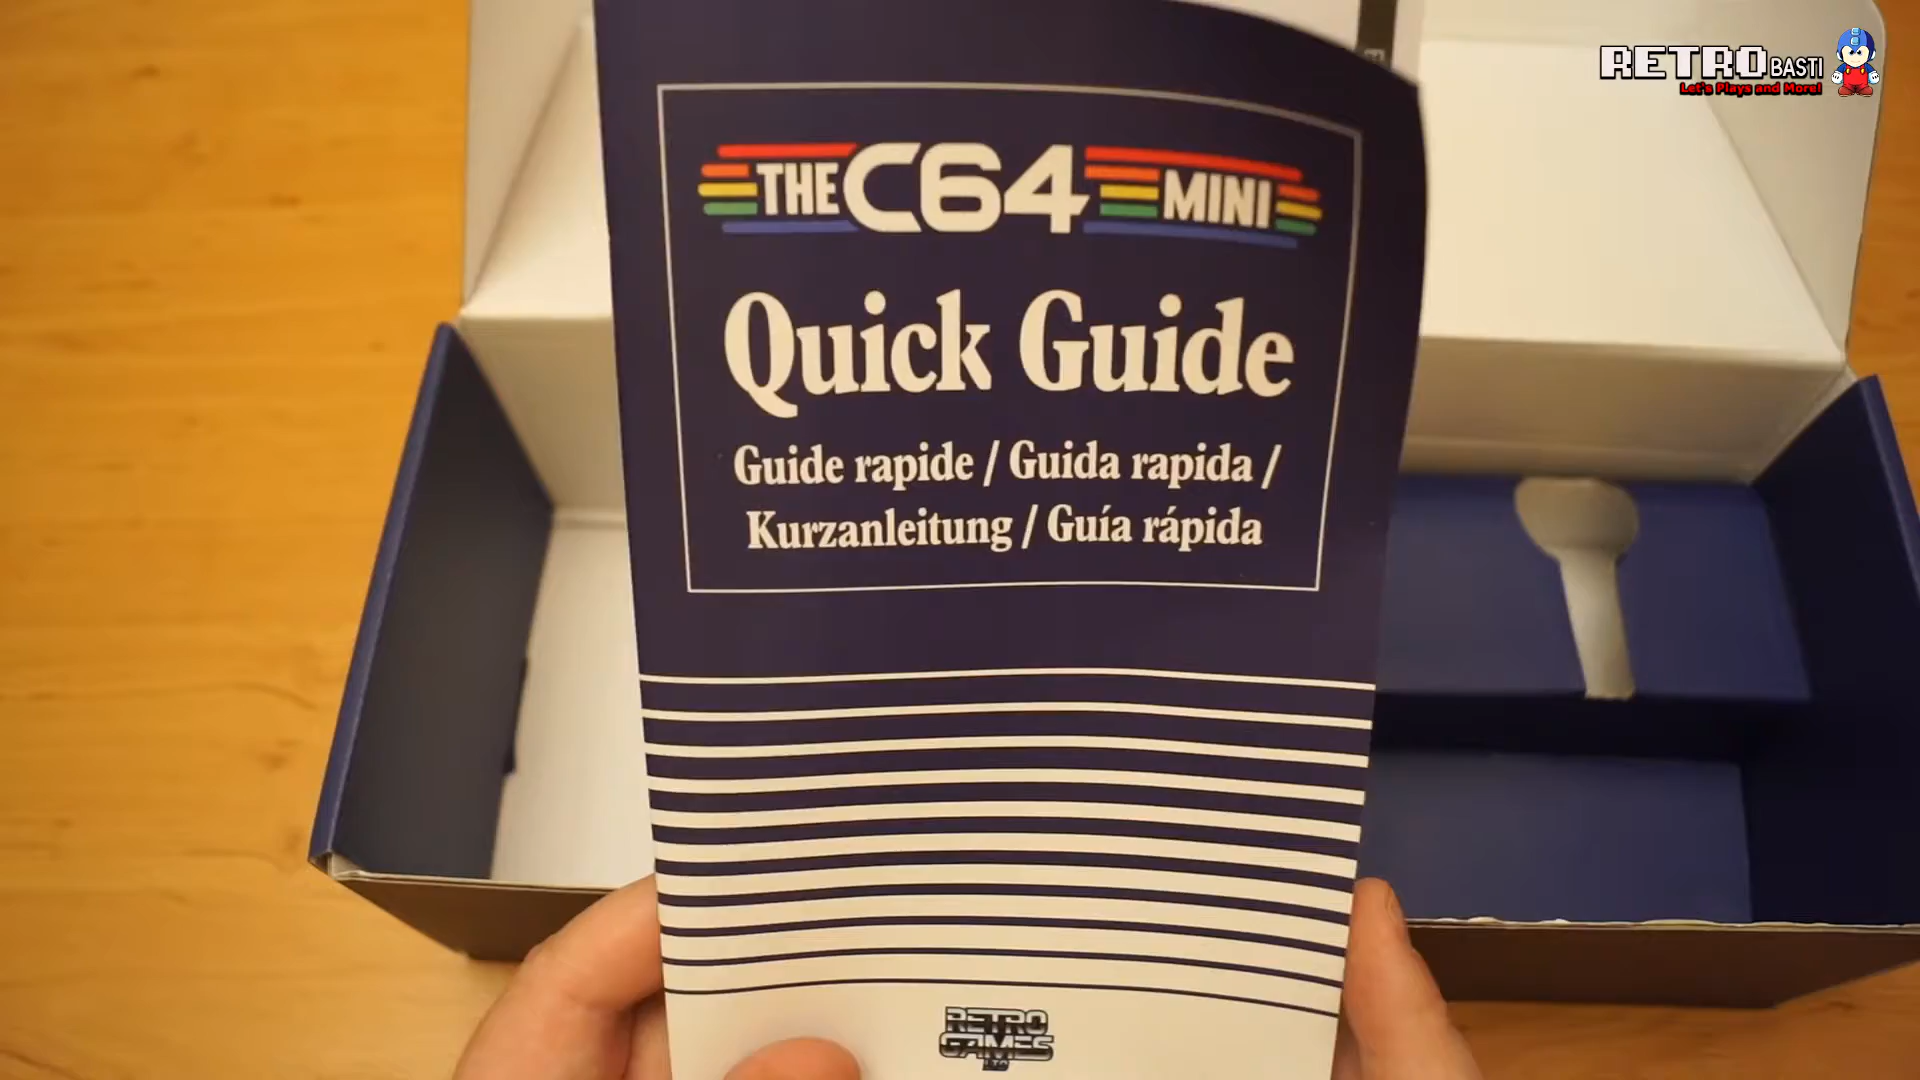 RETRO BASTI
Let's Plays and More!
THE C64 MINI
Quick Guide
Guide rapide / Guida rapida /
Kurzanleitung / Guía rápida
RETRO
GAMES
LTD